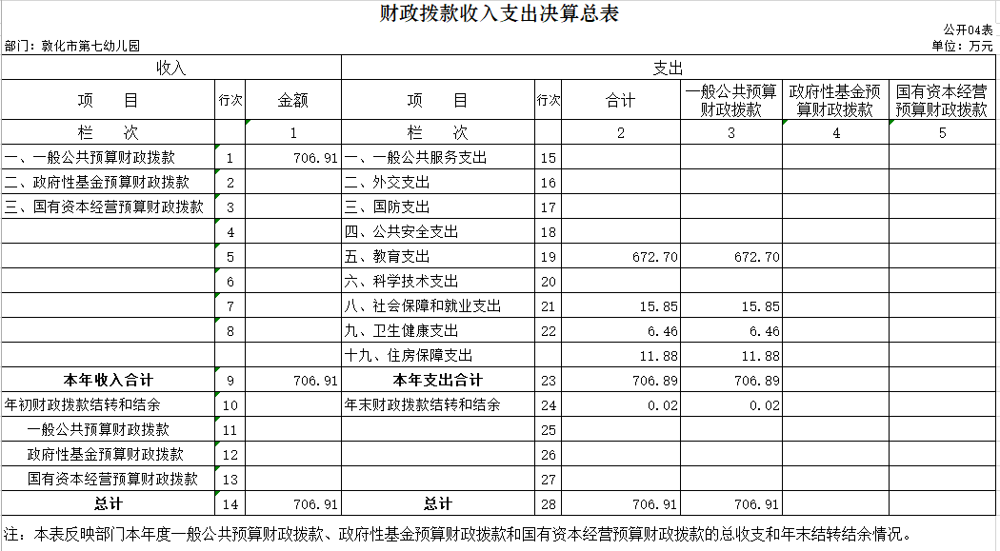 财政拨款收入支出决算总表
公开04表
部门：敦化市第七幼儿园 单位：万元
收入 支出
项 目 行次 金额 项 目 行次 合计 一般公共预算财政拨款 政府性基金预算财政拨款 国有资本经营预算财政拨款
栏 次 1 栏 次 2 3 4 5
一、一般公共预算财政拨款 1 706.91 一、一般公共服务支出 15
二、政府性基金预算财政拨款 2 二、外交支出 16
三、国有资本经营预算财政拨款 3 三、国防支出 17
4 四、公共安全支出 18
5 五、教育支出 19 672.70 672.70
6 六、科学技术支出 20
7 八、社会保障和就业支出 21 15.85 15.85
8 九、卫生健康支出 22 6.46 6.46
十九、住房保障支出 11.88 11.88
本年收入合计 9 706.91 本年支出合计 23 706.89 706.89
年初财政拨款结转和结余 10 年末财政拨款结转和结余 24 0.02 0.02
一般公共预算财政拨款 11 25
政府性基金预算财政拨款 12 26
国有资本经营预算财政拨款 13 27
总计 14 706.91 总计 28 706.91 706.91
注：本表反映部门本年度一般公共预算财政拨款、政府性基金预算财政拨款和国有资本经营预算财政拨款的总收支和年末结转结余情况。